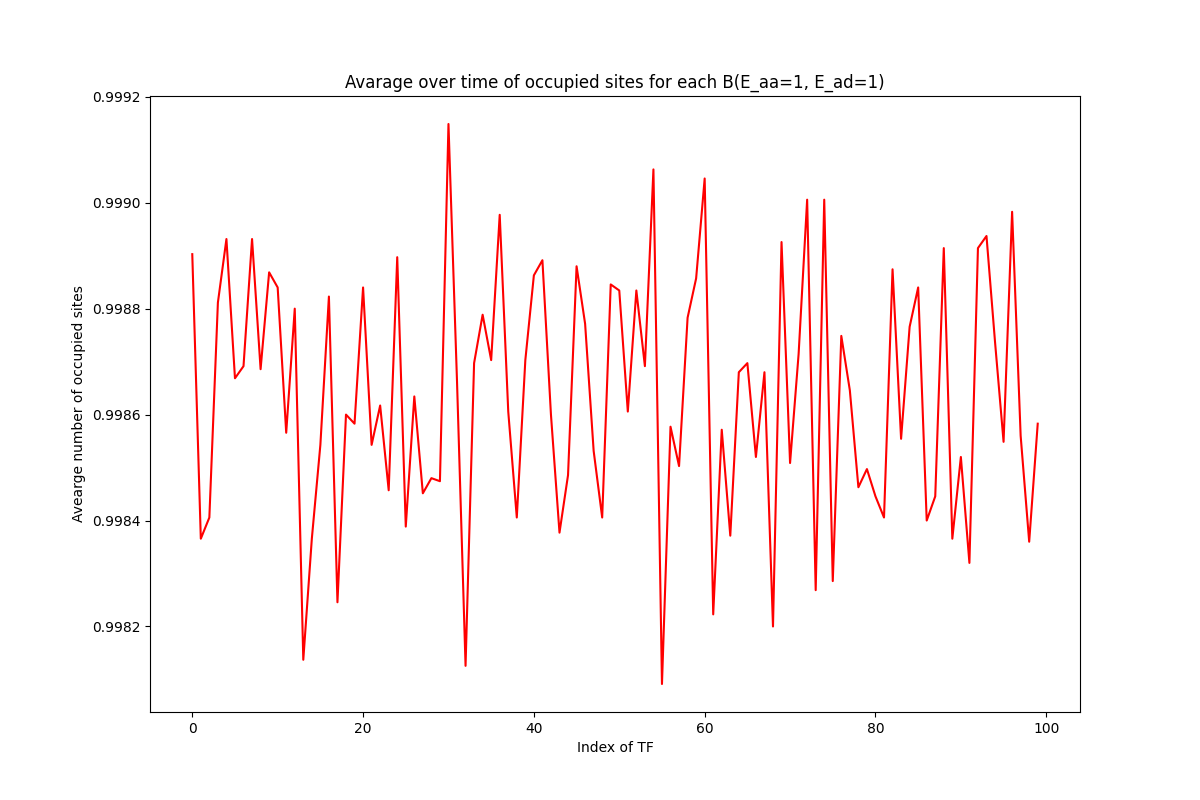 Avarage over time of occupied sites for each B(E_aa=1, E_ad=1)
0.9992
0.9990
0.9988
0.9986
0.9984
0.9982
Avearge number of occupied sites
0 20 40 60 80 100
Index of TF